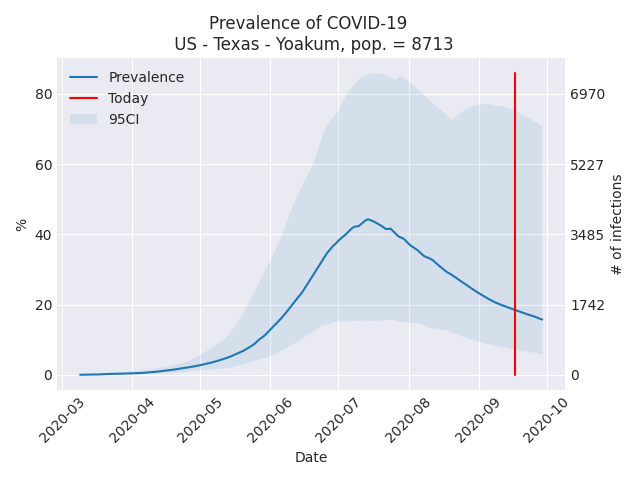 Prevalence of COVID-19
US - Texas - Yoakum, pop. = 8713
Prevalence
Today
95CI
80
60
40
20
0
%
6970
5227
3485
1742
0
# of infections
2020-03
2020-04
2020-05
2020-06
2020-07
2020-08
2020-09
2020-10
Date